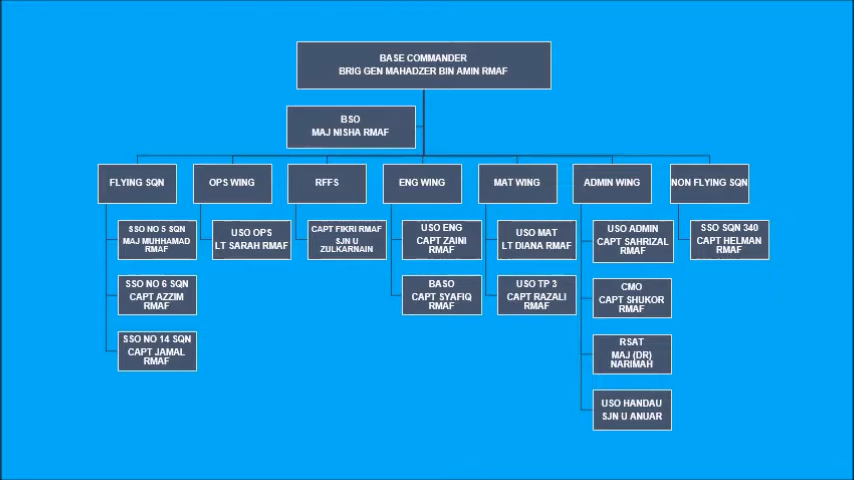 BASE COMMANDER
BRIG GEN MAHADZER BIN AMIN RMAF
BSO
MAJ NISHA RMAF
FLYING SQN
OPS WING
RFFS
ENG WING
MAT WING
ADMIN WING
NON FLYING SQN
SSO NO 5 SQN
MAJ MUHHAMAD
RMAF
USO OPS
LT SARAH RMAF
CAPT FIKRI RMAF
SJN U
ZULKARNAIN
USO ENG
CAPT ZAINI
RMAF
USO MAT
LT DIANA RMAF
USO ADMIN
CAPT SAHRIZAL
RMAF
SSO SQN 340
CAPT HELMAN
RMAF
SSO NO 6 SQN
CAPT AZZIM
RMAF
BASO
CAPT SYAFIQ
RMAF
USO TP 3
CAPT RAZALI
RMAF
CMO
CAPT SHUKOR
RMAF
SSO NO 14 SQN
CAPT JAMAL
RMAF
RSAT
MAJ (DR)
NARIMAH
USO HANDAU
SJN U ANUAR